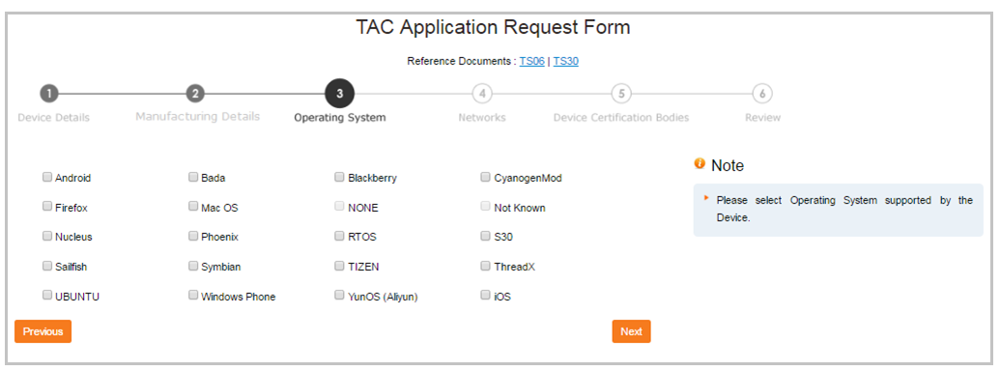 TAC Application Request Form
Reference Documents : TS06 | TS30
1 2 3 4 5 6
Device Details Manufacturing Details Operating System Networks Device Certification Bodies Review
Note
Android Bada Blackberry CyanogenMod
Please select Operating System supported by the
Device.
Firefox Mac OS NONE Not Known
Nucleus Phoenix RTOS S30
Sailfish Symbian TIZEN ThreadX
UBUNTU Windows Phone YunOS (Aliyun) iOS
Previous Next